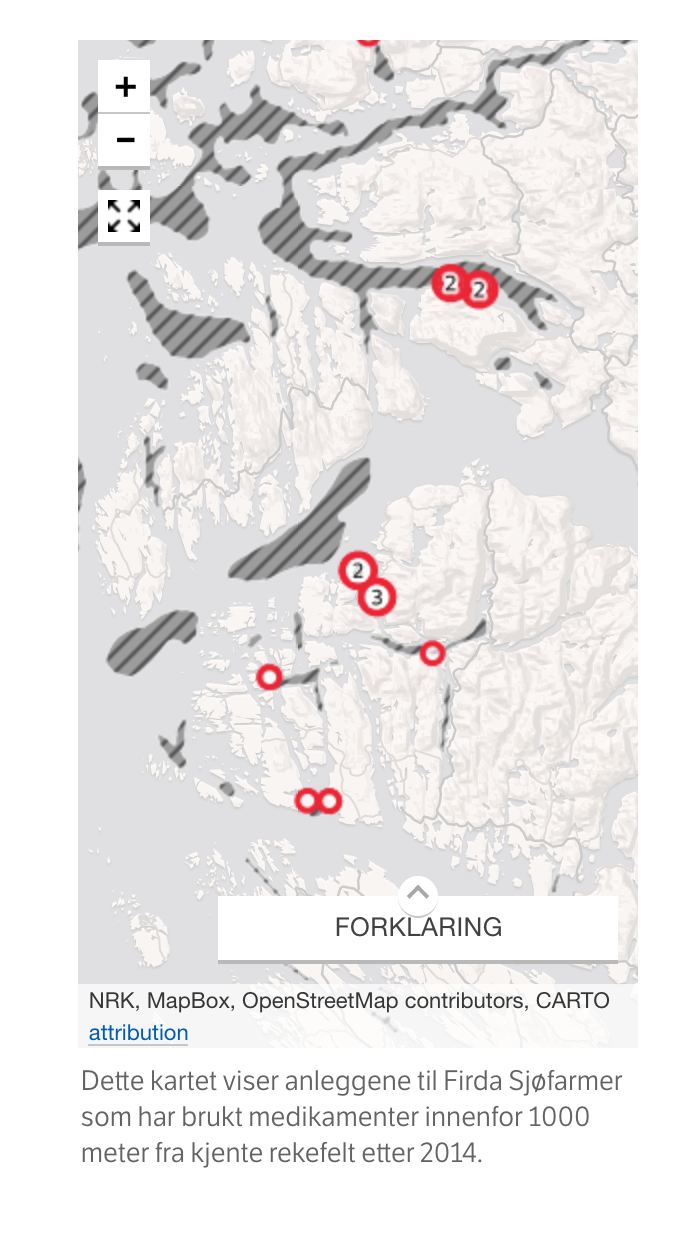 +
−
2 2
2
3
FORKLARING
NRK, MapBox, OpenStreetMap contributors, CARTO
attribution
Dette kartet viser anleggene til Firda Sjøfarmer
som har brukt medikamenter innenfor 1000
meter fra kjente rekefelt etter 2014.